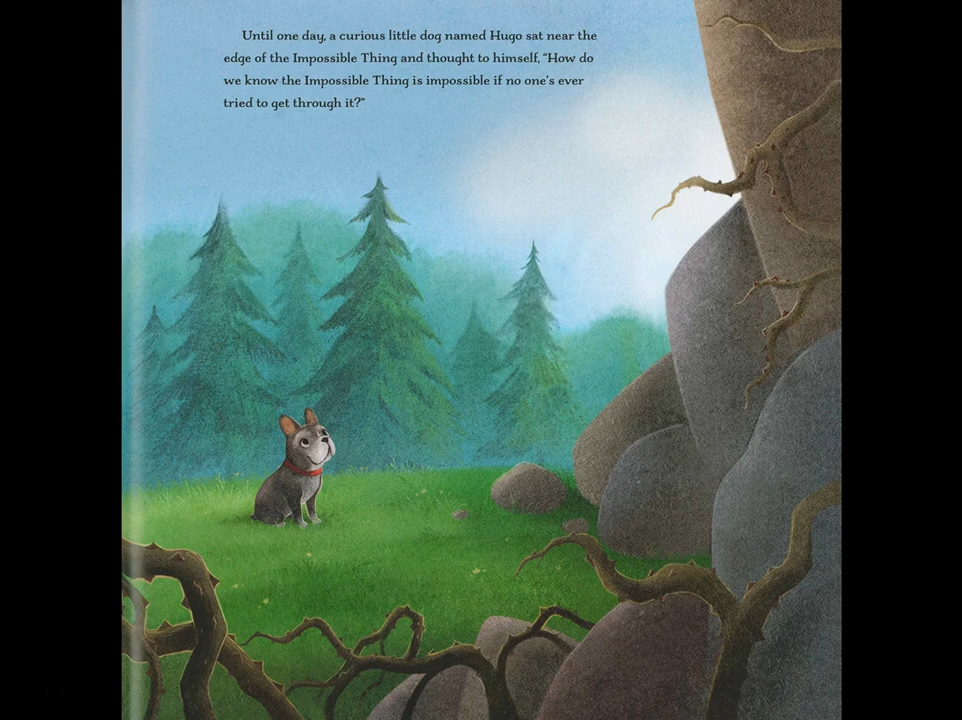 Until one day, a curious little dog named Hugo sat near the
edge of the Impossible Thing and thought to himself, “How do
we know the Impossible Thing is impossible if no one’s ever
tried to get through it?”